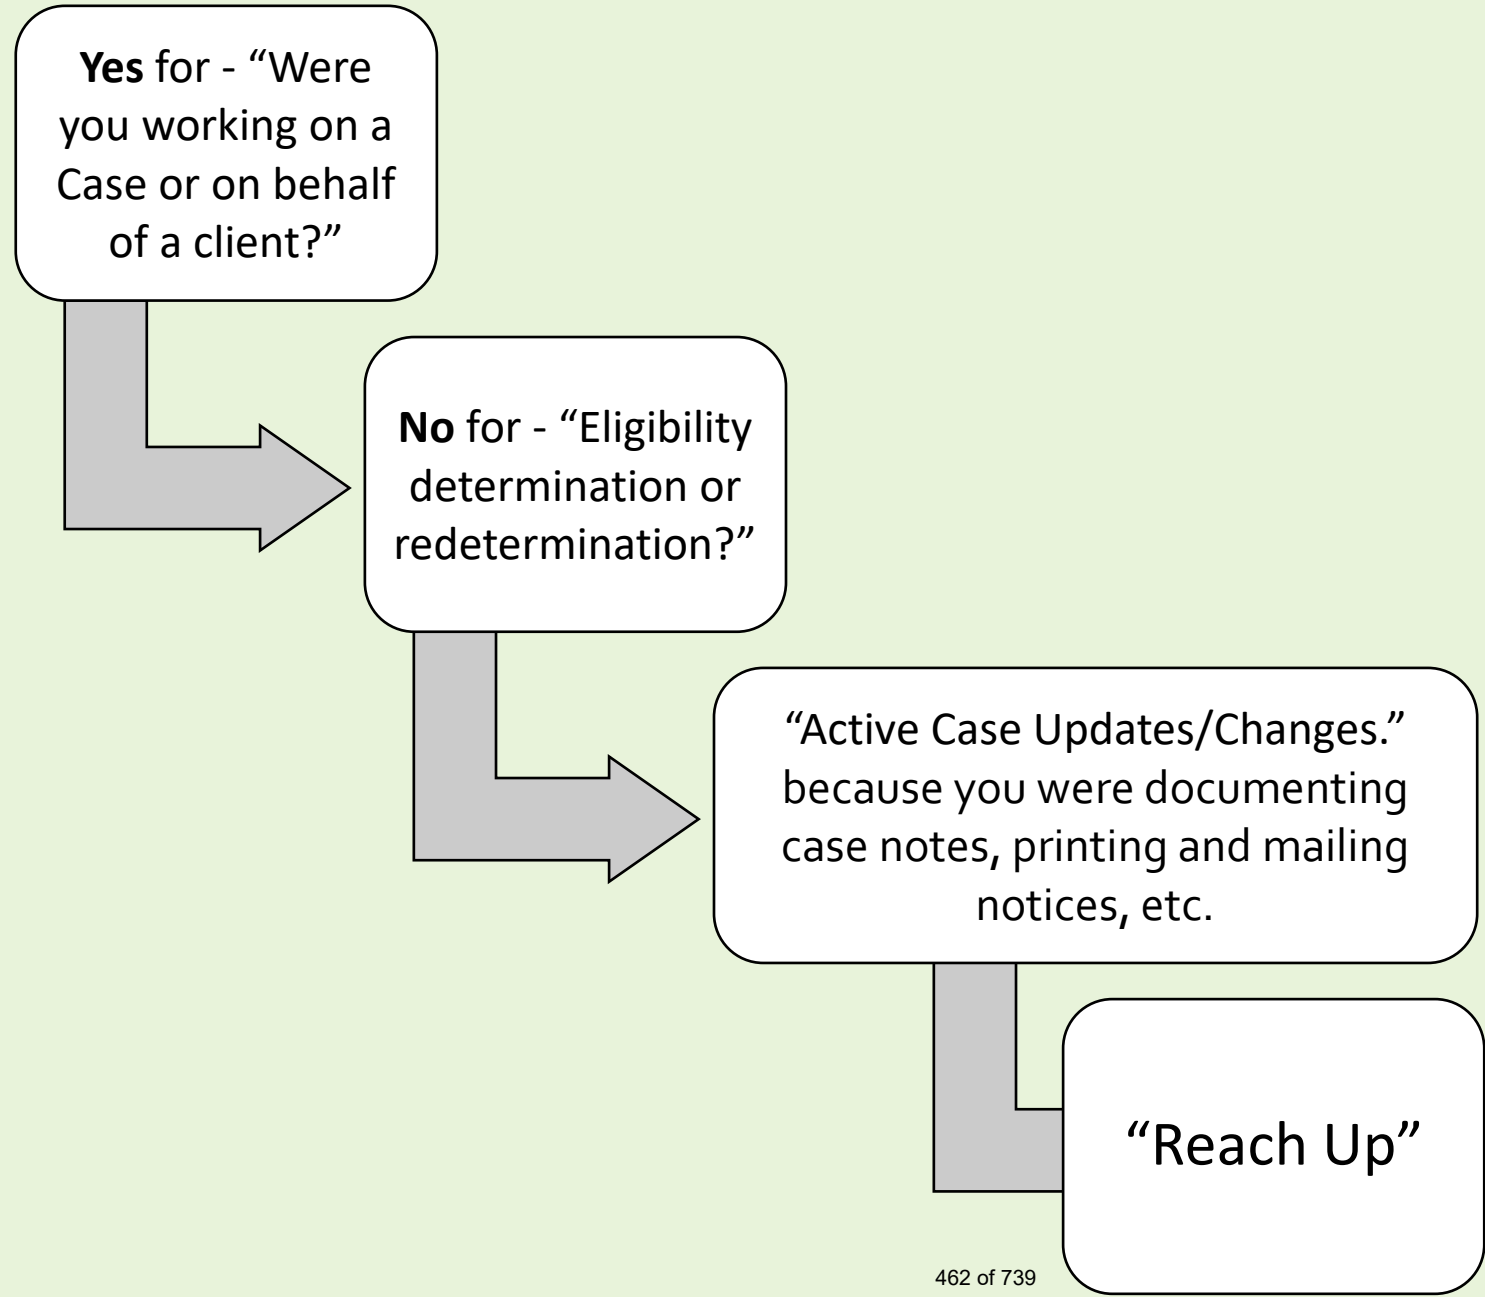 Yes for - “Were
you working on a
Case or on behalf
of a client?”
No for - “Eligibility
determination or
redetermination?”
“Active Case Updates/Changes.”
because you were documenting
case notes, printing and mailing
notices, etc.
“Reach Up”
462 of 739